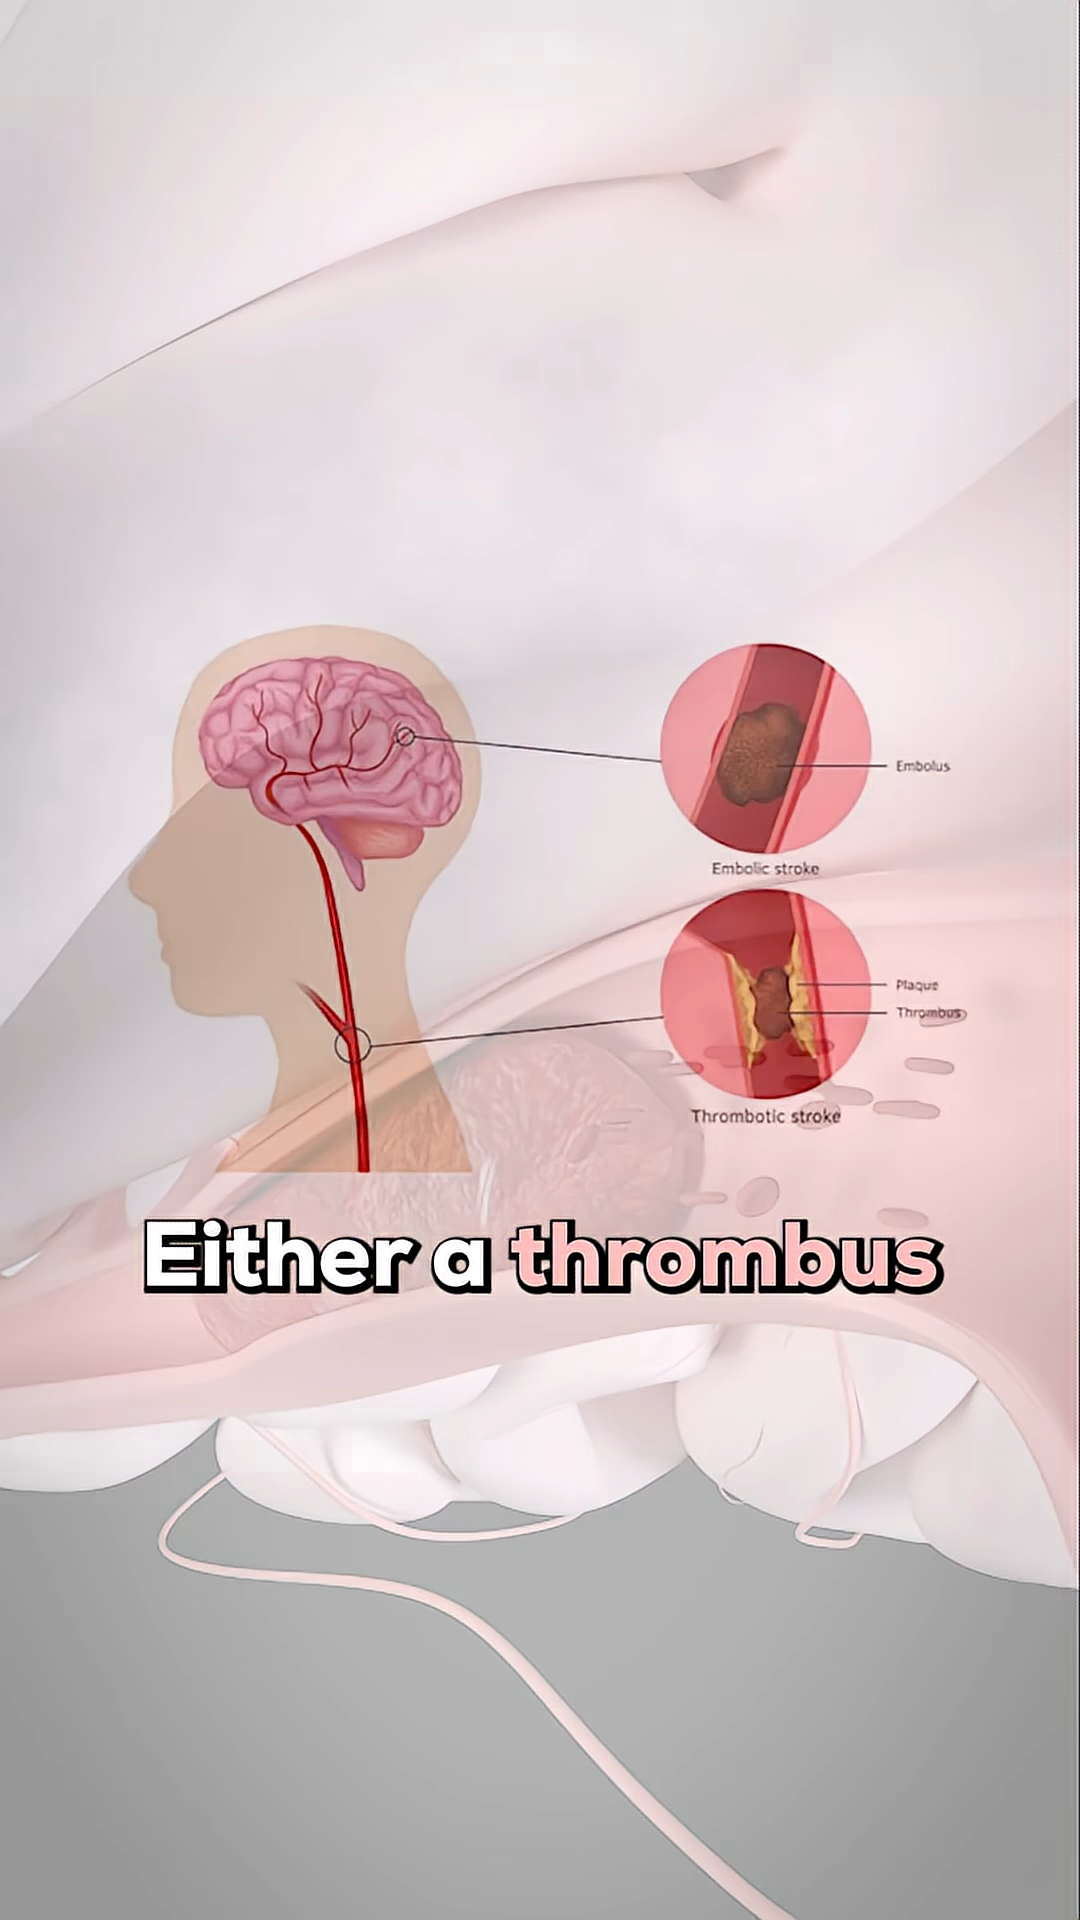 Embolus
Embolic stroke
Plaque
Thrombus
Thrombotic stroke
Either a thrombus